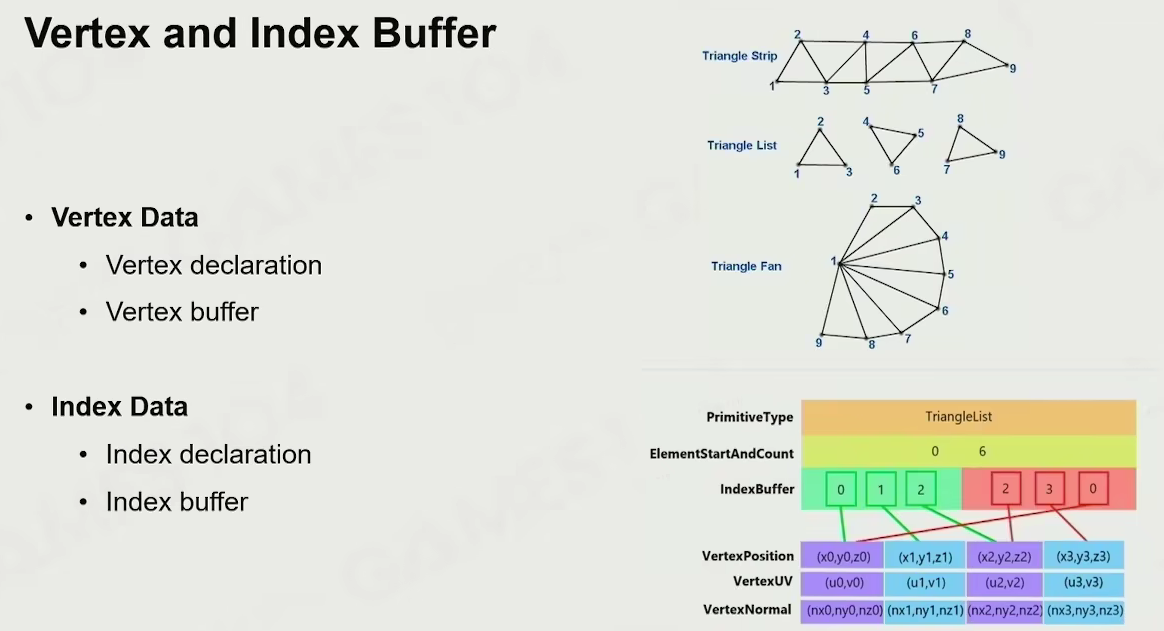 Vertex and Index Buffer
• Vertex Data
• Vertex declaration
• Vertex buffer
• Index Data
• Index declaration
• Index buffer
Triangle Strip
2 4 6 8
1 3 5 7 9
Triangle List
2 4 5 8
1 3 6 7 9
Triangle Fan
2 3
4
1
5
6
7
9 8
PrimitiveType TriangleList
ElementStartAndCount 0 6
IndexBuffer 0 1 2 2 3 0
VertexPosition (x0,y0,z0) (x1,y1,z1) (x2,y2,z2) (x3,y3,z3)
VertexUV (u0,v0) (u1,v1) (u2,v2) (u3,v3)
VertexNormal (nx0,ny0,nz0) (nx1,ny1,nz1) (nx2,ny2,nz2) (nx3,ny3,nz3)